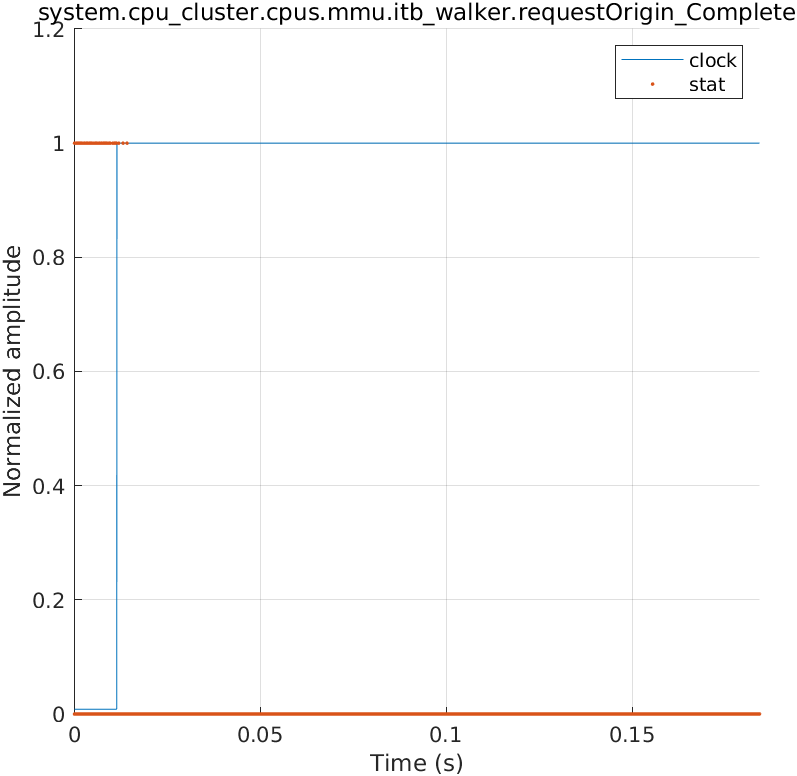 system.cpu_cluster.cpus.mmu.itb_walker.requestOrigin_Complete
1.2
clock
stat
1
0.8
0.6
0.4
0.2
0
Normalized amplitude
0
0.05
0.1
0.15
Time (s)